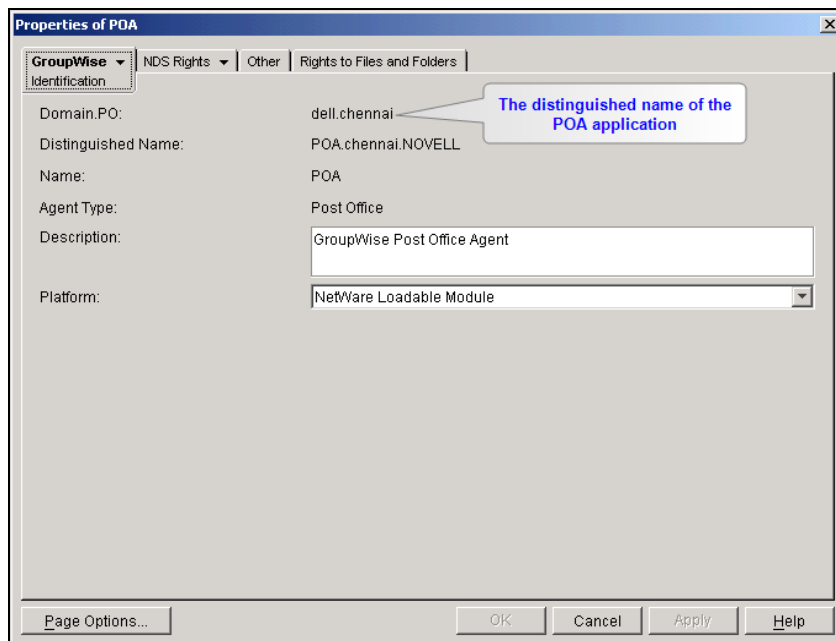 Properties of POA
GroupWise NDS Rights Other Rights to Files and Folders
Identification
Domain.PO: dell.chennai
The distinguished name of the
POA application
Distinguished Name: POA.chennai.NOVELL
Name: POA
Agent Type: Post Office
Description: GroupWise Post Office Agent
Platform: NetWare Loadable Module
Page Options... OK Cancel Apply Help